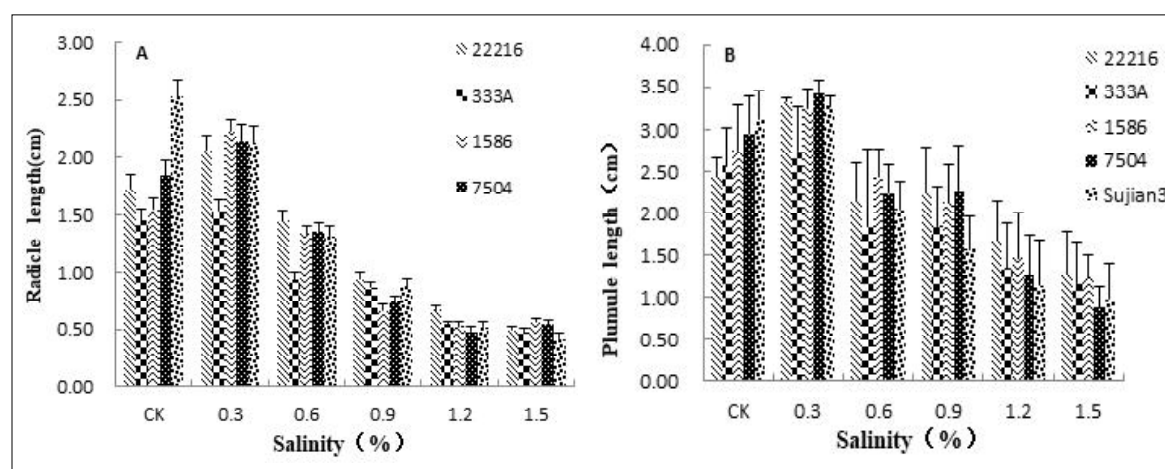 A
Radicle length(cm)
3.00
2.50
2.00
1.50
1.00
0.50
0.00
22216
333A
1586
7504
CK 0.3 0.6 0.9 1.2 1.5
Salinity（%）
B
Plumule length（cm）
4.00
3.50
3.00
2.50
2.00
1.50
1.00
0.50
0.00
22216
333A
1586
7504
Sujian3
CK 0.3 0.6 0.9 1.2 1.5
Salinity（%）